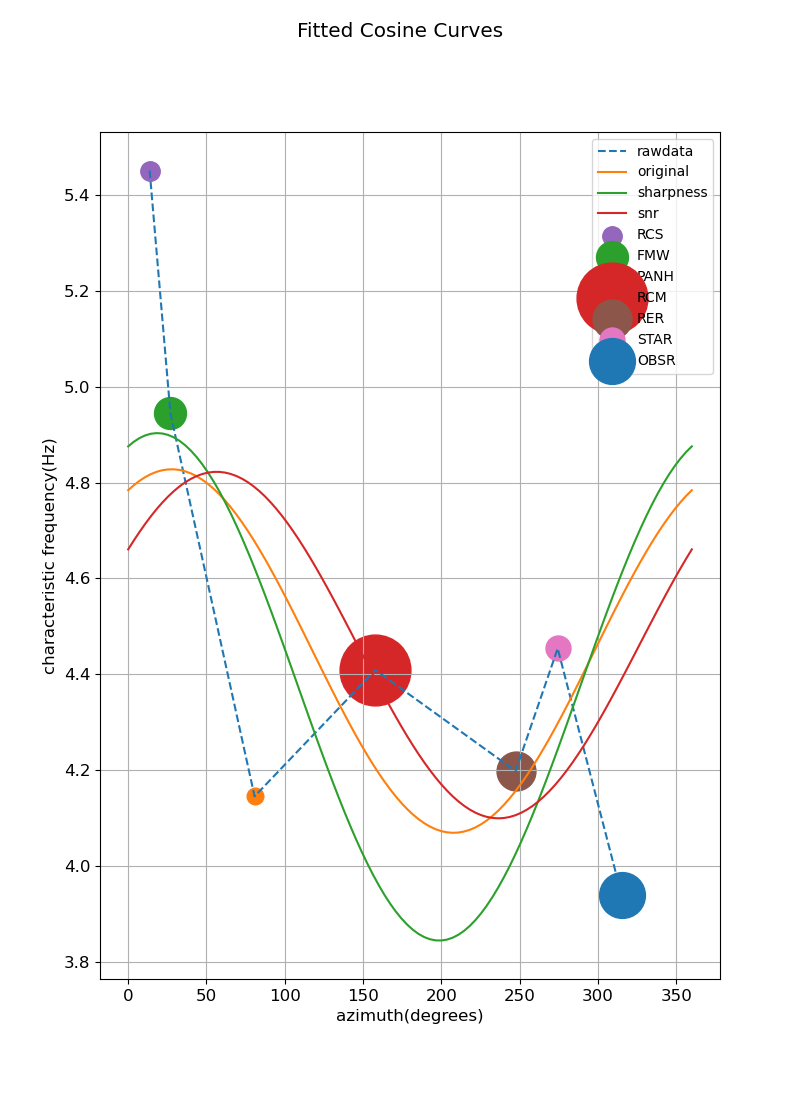 Fitted Cosine Curves
rawdata
original
sharpness
snr
RCS
FMW
PANH
RCM
RER
STAR
OBSR
5.4
5.2
5.0
4.8
4.6
4.4
4.2
4.0
3.8
characteristic frequency(Hz)
0 50 100 150 200 250 300 350
azimuth(degrees)